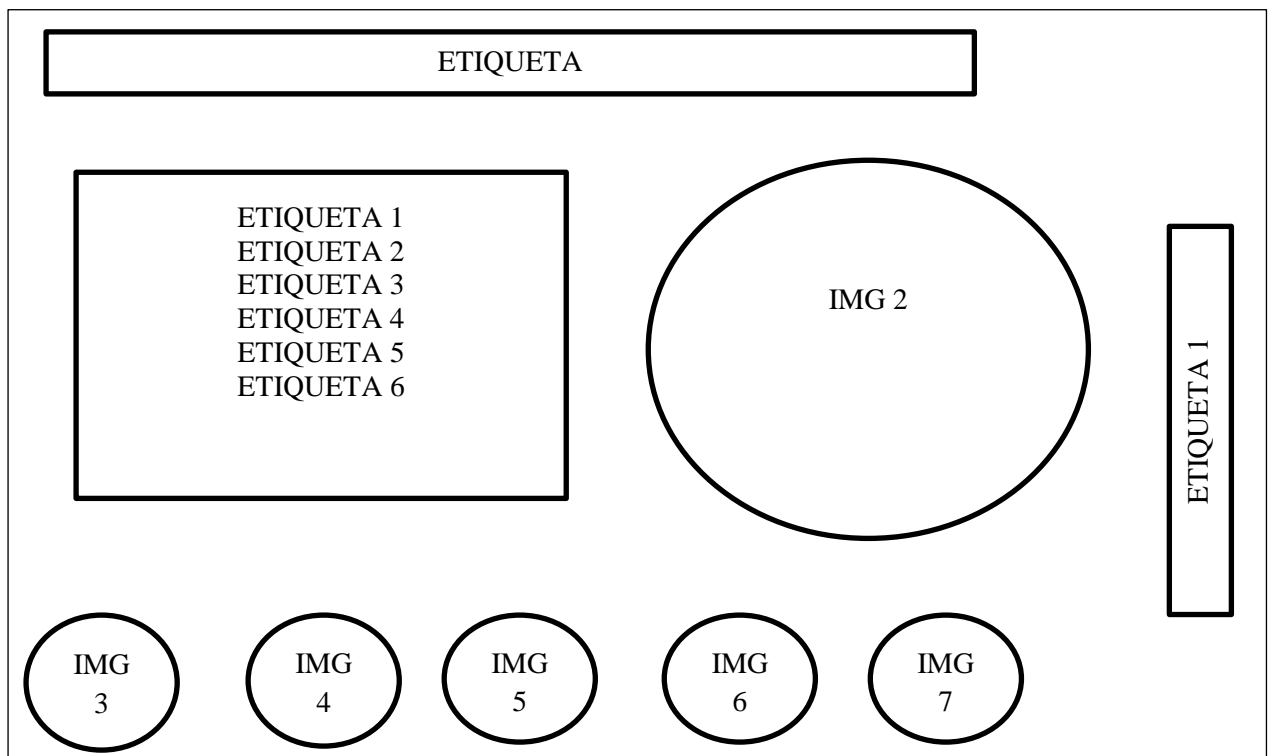 ETIQUETA
ETIQUETA 1
ETIQUETA 2
ETIQUETA 3
ETIQUETA 4
ETIQUETA 5
ETIQUETA 6
IMG 2
ETIQUETA 1
IMG
3
IMG
4
IMG
5
IMG
6
IMG
7